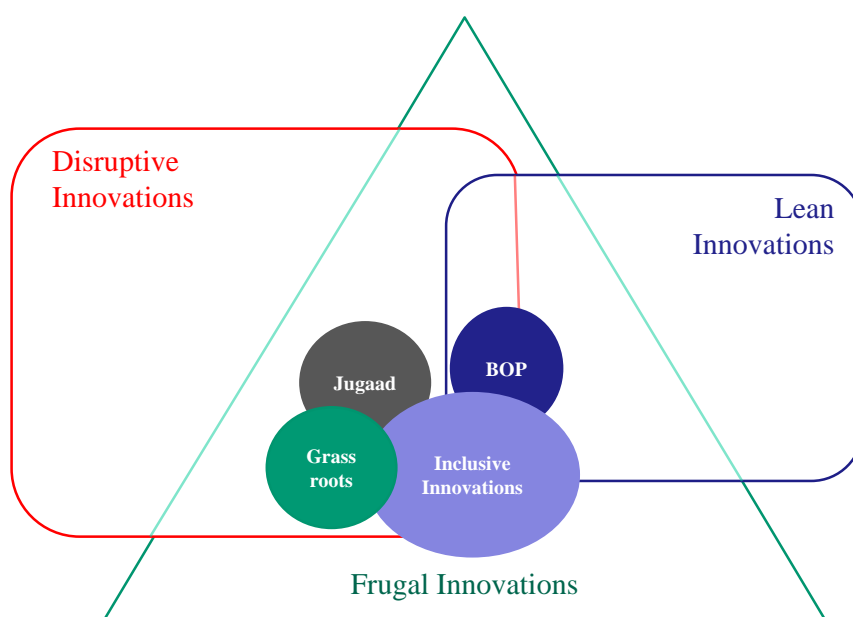 Disruptive
Innovations
Lean
Innovations
Jugaad
BOP
Grass
roots
Inclusive
Innovations
Frugal Innovations